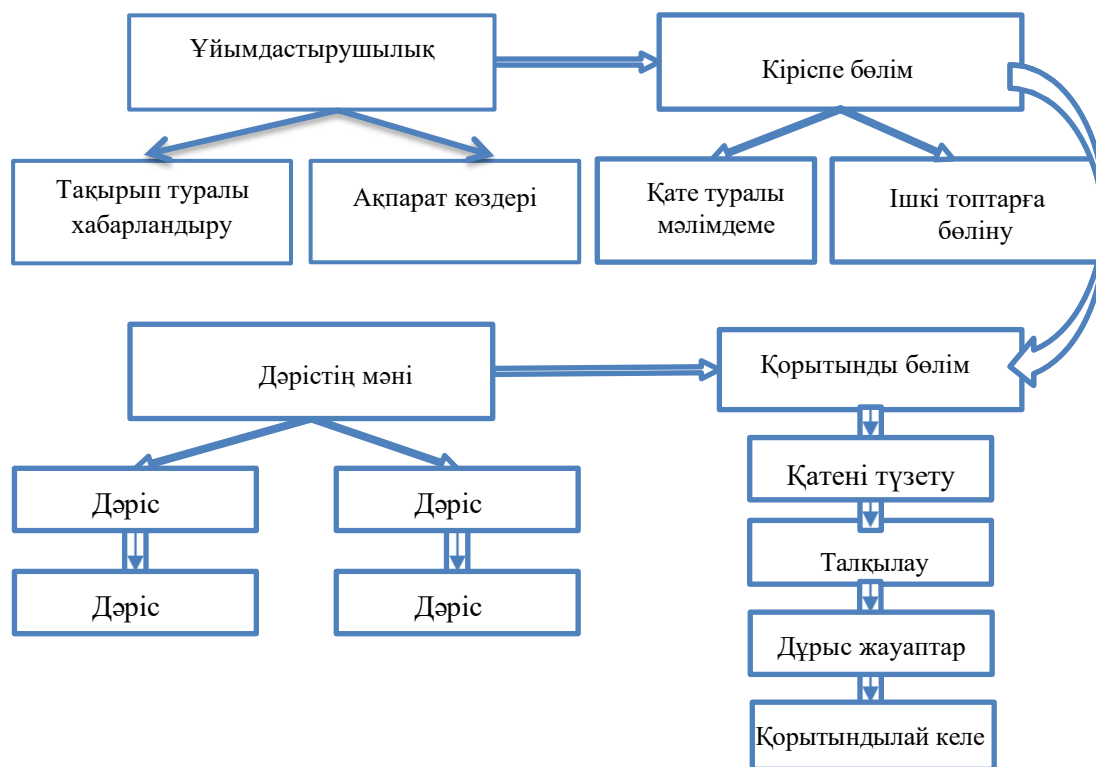 Ұйымдастырушылық
Кіріспе бөлім
Тақырып туралы
хабарландыру
Ақпарат көздері
Қате туралы
мәлімдеме
Ішкі топтарға
бөліну
Дәрістің мәні
Қорытынды бөлім
Дәріс
Дәріс
Дәріс
Дәріс
Қатені түзету
Талқылау
Дұрыс жауаптар
Қорытындылай келе